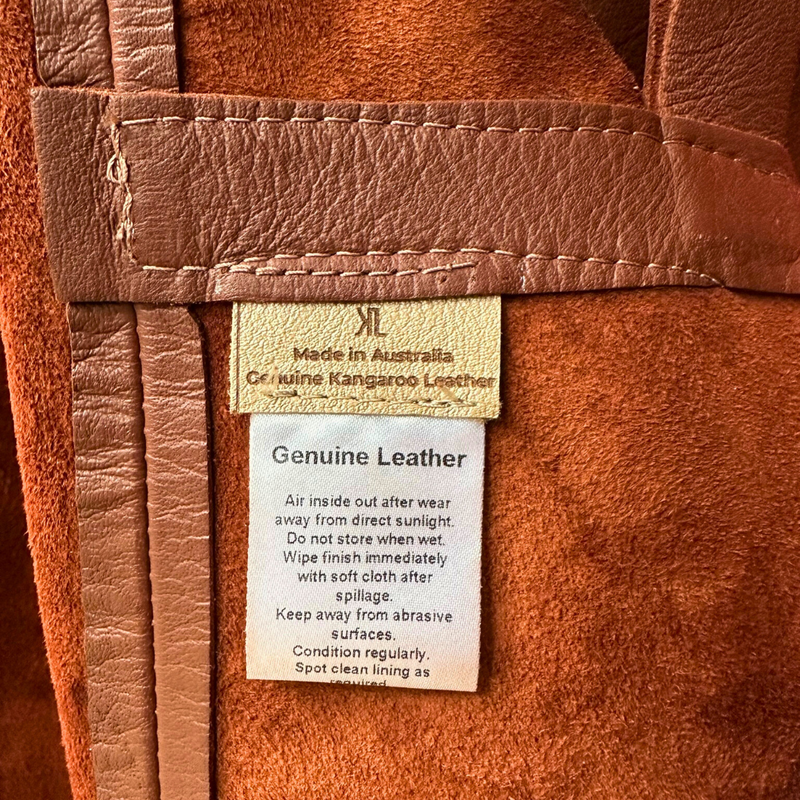 Made in Australia
Genuine Kangaroo Leather
Genuine Leather
Air inside out after wear
away from direct sunlight.
Do not store when wet.
Wipe finish immediately
with soft cloth after
spillage.
Keep away from abrasive
surfaces.
Condition regularly.
Spot clean lining as
required